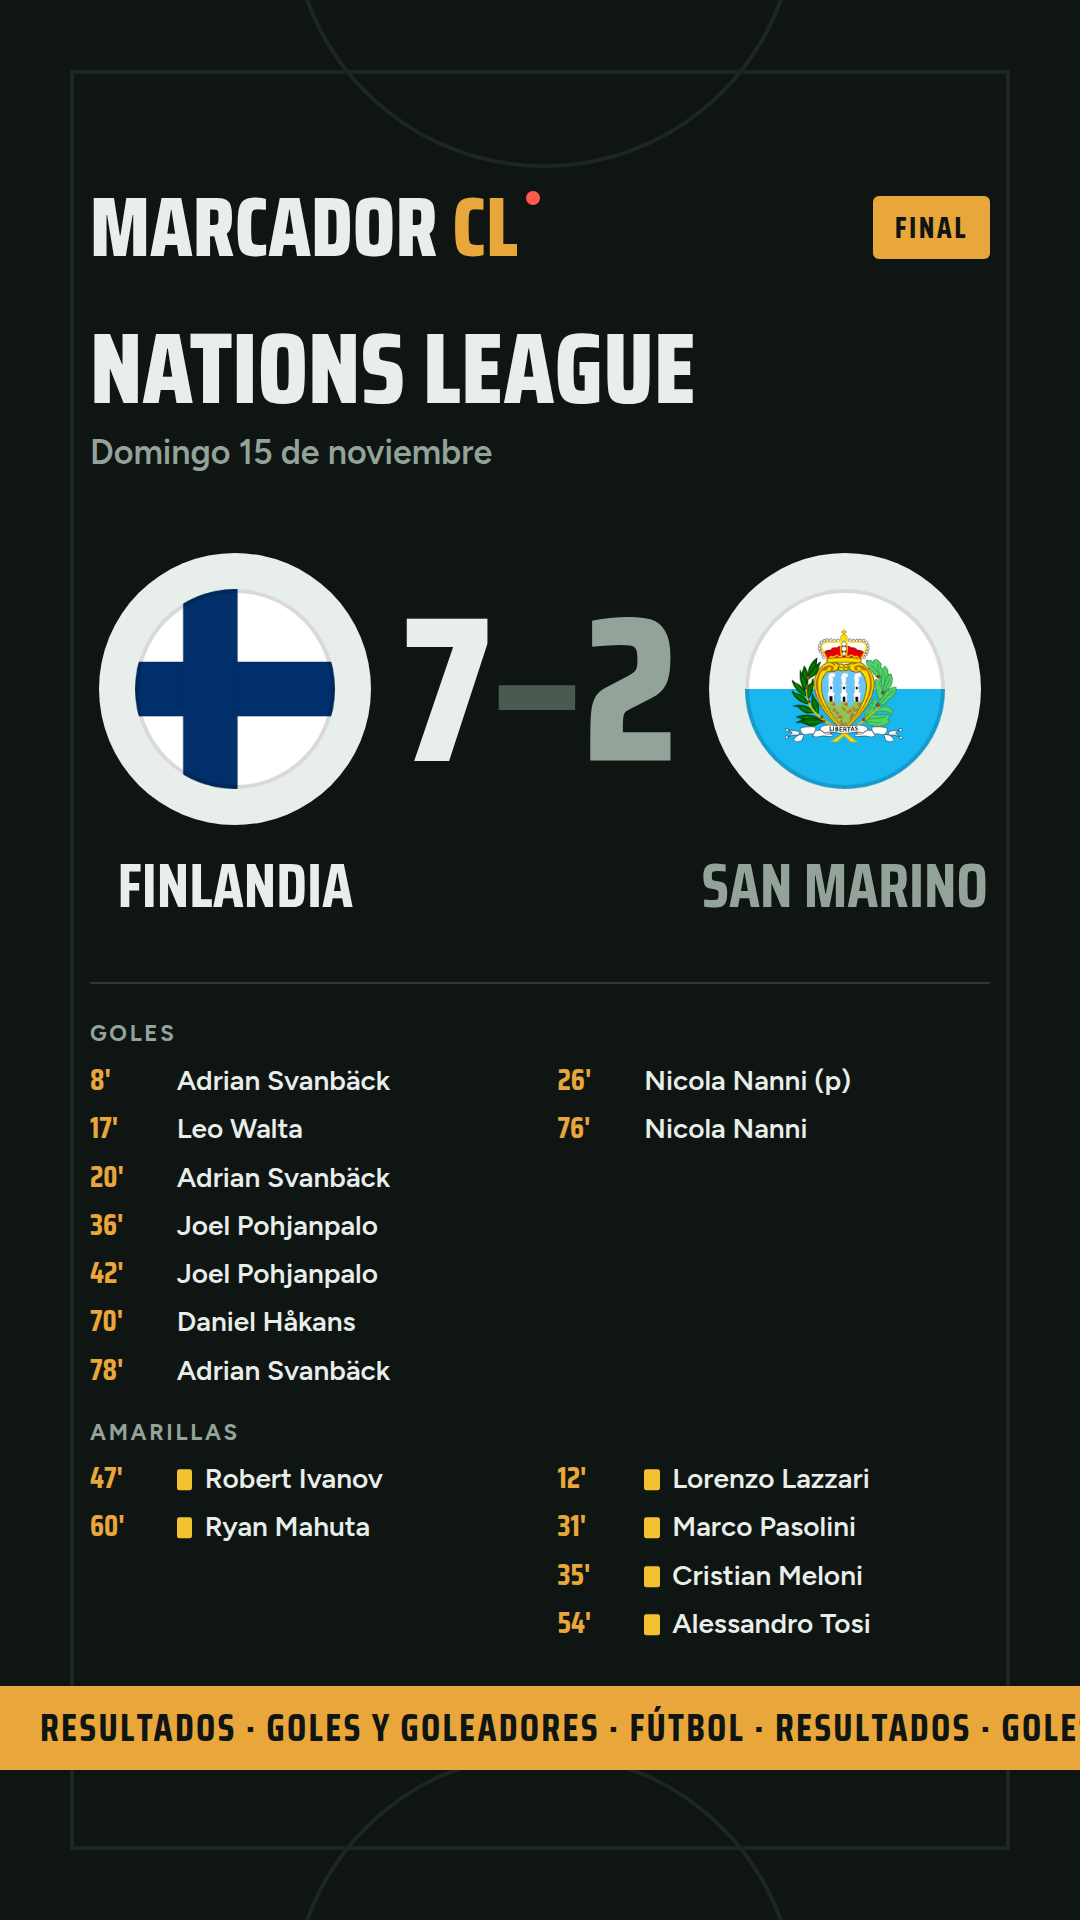 MARCADOR CL
FINAL
NATIONS LEAGUE
Domingo 15 de noviembre
7-2
LIBERTAS
FINLANDIA
SAN MARINO
GOLES
8' Adrian Svanbäck
26' Nicola Nanni (p)
17' Leo Walta
76' Nicola Nanni
20' Adrian Svanbäck
36' Joel Pohjanpalo
42' Joel Pohjanpalo
70' Daniel Håkans
78' Adrian Svanbäck
AMARILLAS
47' Robert Ivanov
12' Lorenzo Lazzari
60' Ryan Mahuta
31' Marco Pasolini
35' Cristian Meloni
54' Alessandro Tosi
RESULTADOS · GOLES Y GOLEADORES · FÚTBOL · RESULTADOS · GOLE